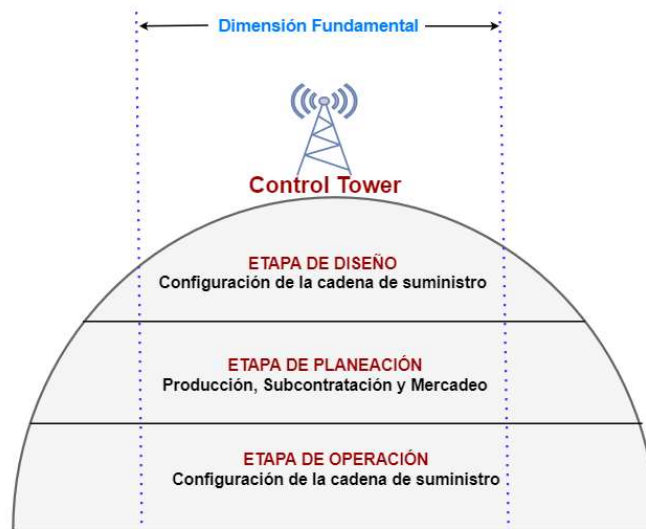 Dimensión Fundamental
Control Tower
ETAPA DE DISEÑO
Configuración de la cadena de suministro
ETAPA DE PLANEACIÓN
Producción, Subcontratación y Mercadeo
ETAPA DE OPERACIÓN
Configuración de la cadena de suministro